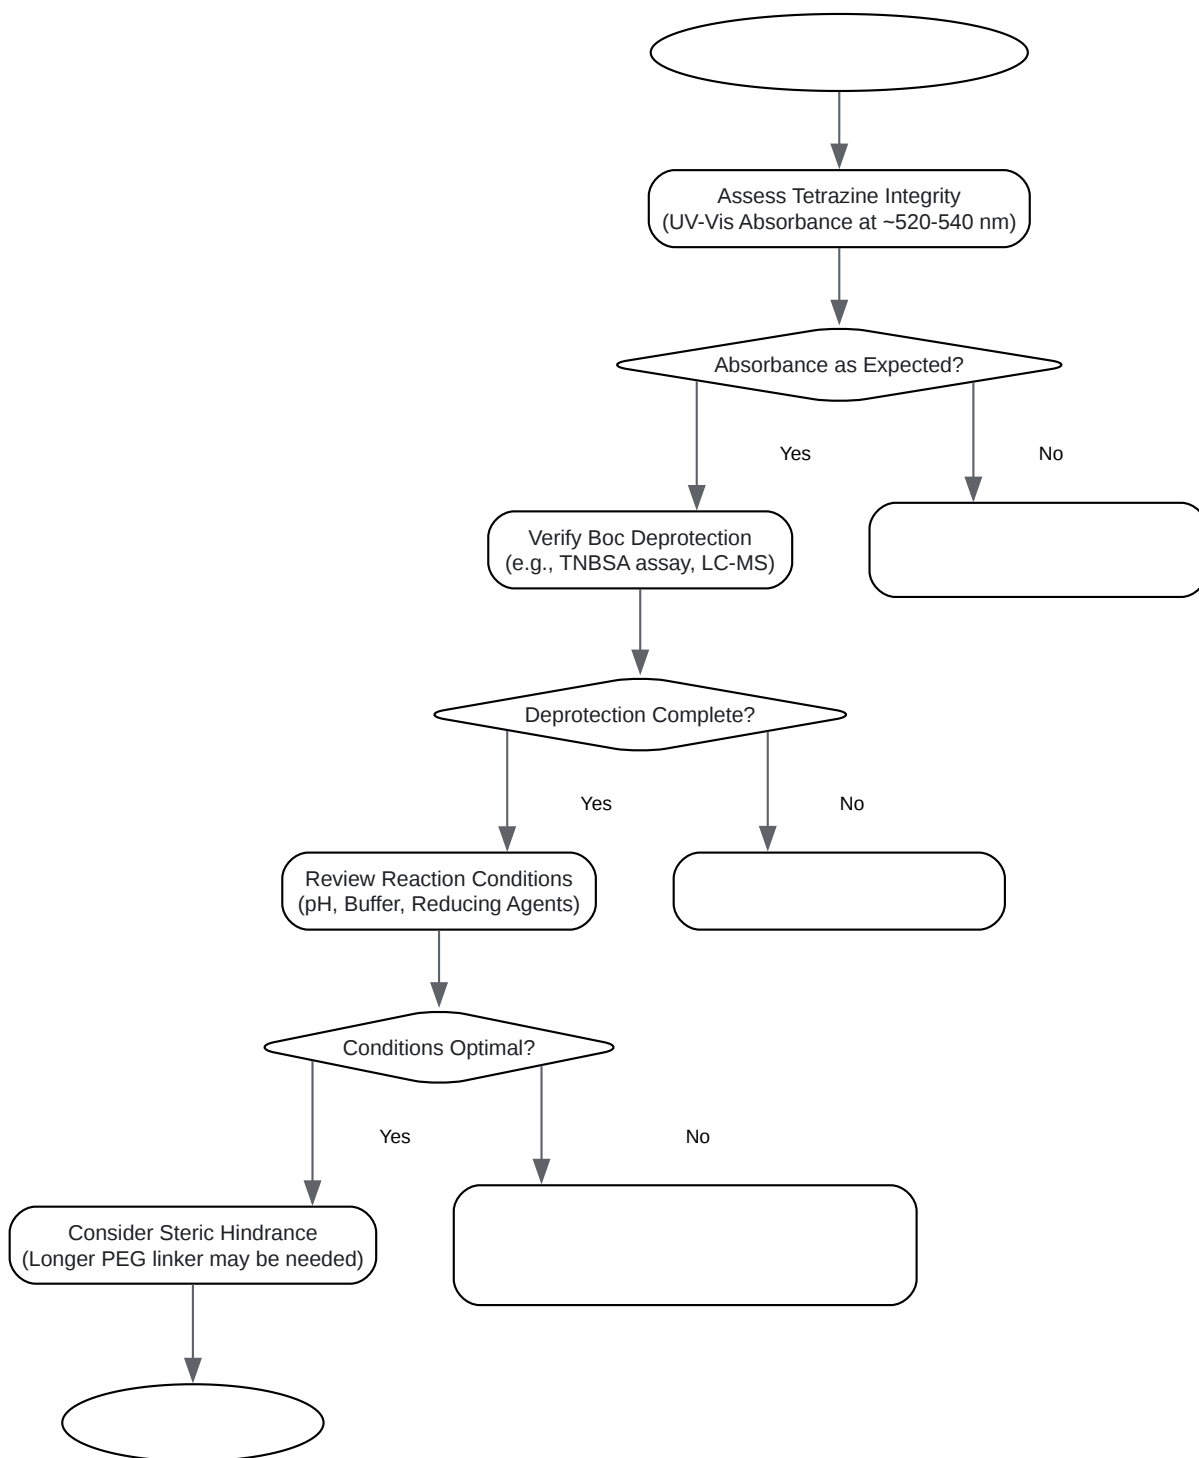 Assess Tetrazine Integrity
(UV-Vis Absorbance at ~520-540 nm)
Absorbance as Expected?
Yes
No
Verify Boc Deprotection
(e.g., TNBSA assay, LC-MS)
Deprotection Complete?
Yes
No
Review Reaction Conditions
(pH, Buffer, Reducing Agents)
Conditions Optimal?
Yes
No
Consider Steric Hindrance
(Longer PEG linker may be needed)